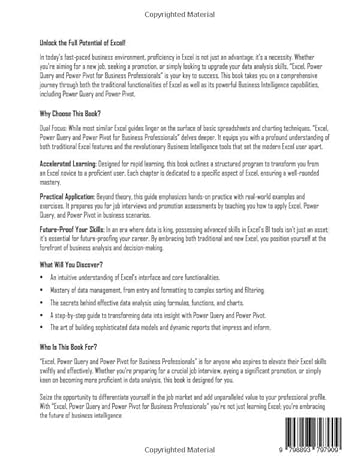 Copyrighted Material
Unlock the Full Potential of Excel!
In today's fast-paced business environment, proficiency in Excel is not just an advantage; it's a necessity. Whether
you're aiming for a new job, seeking a promotion, or simply looking to upgrade your data analysis skills, "Excel, Power
Query and Power Pivot for Business Professionals" is your key to success. This book takes you on a comprehensive
journey through both the traditional functionalities of Excel as well as its powerful Business Intelligence capabilities,
including Power Query and Power Pivot.
Why Choose This Book?
Dual Focus: While most similar Excel guides linger on the surface of basic spreadsheets and charting techniques, "Excel,
Power Query and Power Pivot for Business Professionals" delves deeper. It equips you with a profound understanding of
both traditional Excel features and the revolutionary Business Intelligence tools that set the modern Excel user apart.
Accelerated Learning: Designed for rapid learning, this book outlines a structured program to transform you from
an Excel novice to a proficient user. Each chapter is dedicated to a specific aspect of Excel, ensuring a well-rounded
mastery.
Practical Application: Beyond theory, this guide emphasizes hands-on practice with real-world examples and
exercises. It prepares you for job interviews and promotion assessments by teaching you how to apply Excel, Power
Query, and Power Pivot in business scenarios.
Future-Proof Your Skills: In an era where data is king, possessing advanced skills in Excel's BI tools isn't just an asset;
it's essential for future-proofing your career. By embracing both traditional and new Excel, you position yourself at the
forefront of business analysis and decision-making.
What Will You Discover?
• An intuitive understanding of Excel's interface and core functionalities.
• Mastery of data management, from entry and formatting to complex sorting and filtering.
• The secrets behind effective data analysis using formulas, functions, and charts.
• A step-by-step guide to transforming data into insight with Power Query and Power Pivot.
• The art of building sophisticated data models and dynamic reports that impress and inform.
Who Is This Book For?
"Excel, Power Query and Power Pivot for Business Professionals" is for anyone who aspires to elevate their Excel skills
swiftly and effectively. Whether you're preparing for a crucial job interview, eyeing a significant promotion, or simply
keen on becoming more proficient in data analysis, this book is designed for you.
Seize the opportunity to differentiate yourself in the job market and add unparalleled value to your professional profile.
With "Excel, Power Query and Power Pivot for Business Professionals" you're not just learning Excel; you're embracing
the future of business intelligence
9 798893 797909
Copyrighted Material